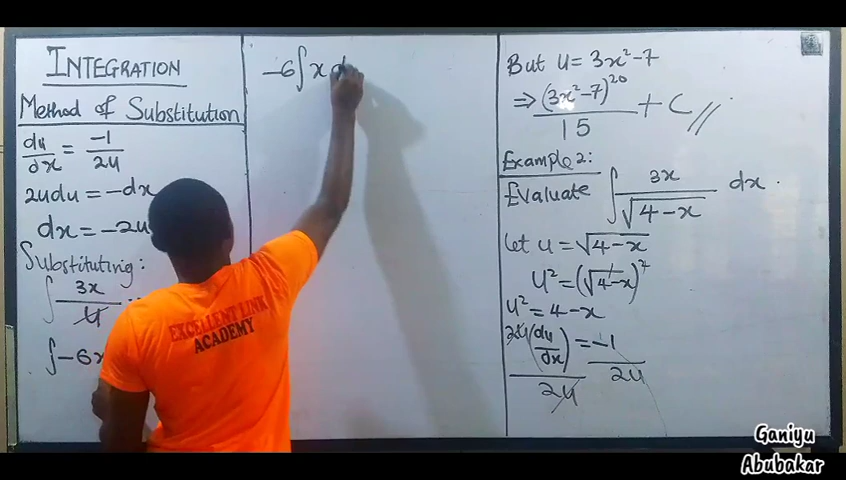 INTEGRATION
Method of Substitution
du/dx = -1/2u
2udu = -dx
dx = -2u
Substituting:
∫ 3x/u
∫-6x
-6∫x d
But u = 3x²-7
⇒ (3x²-7)²⁰/15 + C //
Example 2:
Evaluate ∫ 3x/√(4-x) dx.
let u = √(4-x)
u² = (√(4-x))²
u² = 4-x
2u(du/dx)/2u = -1/2u
EXCELLENT LINK
ACADEMY
Ganiyu
Abubakar